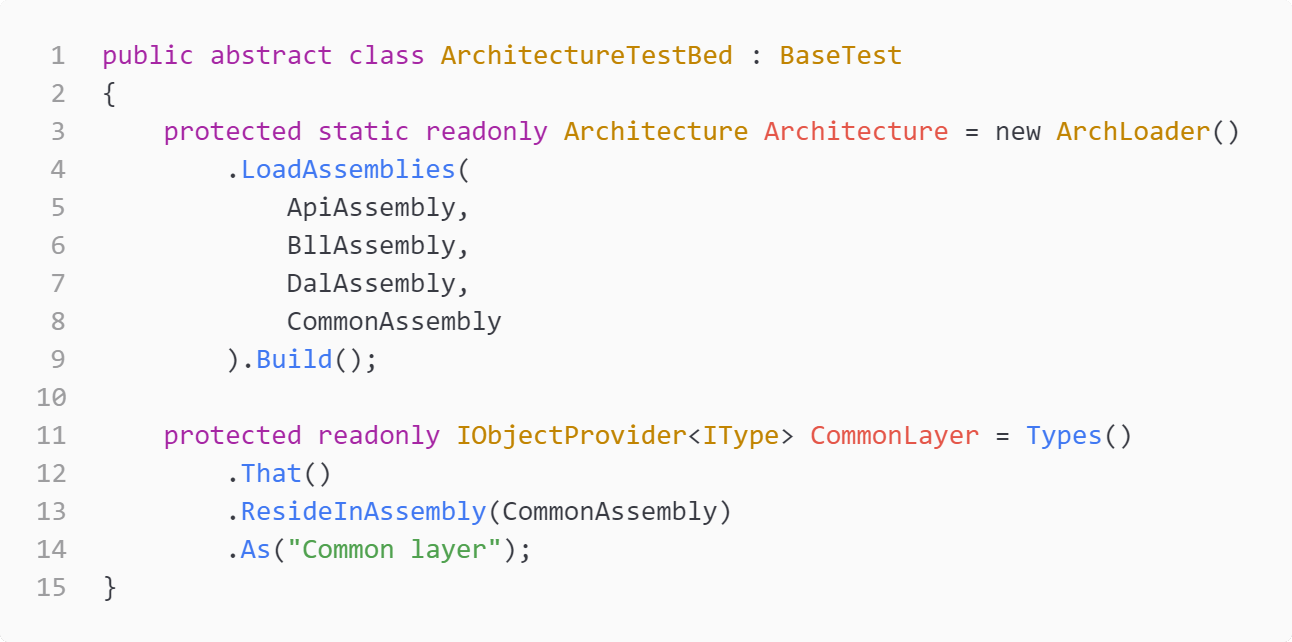 1 public abstract class ArchitectureTestBed : BaseTest
2 {
3     protected static readonly Architecture Architecture = new ArchLoader()
4         .LoadAssemblies(
5             ApiAssembly,
6             BllAssembly,
7             DalAssembly,
8             CommonAssembly
9         ).Build();
10
11     protected readonly IObjectProvider<IType> CommonLayer = Types()
12         .That()
13         .ResideInAssembly(CommonAssembly)
14         .As("Common layer");
15 }